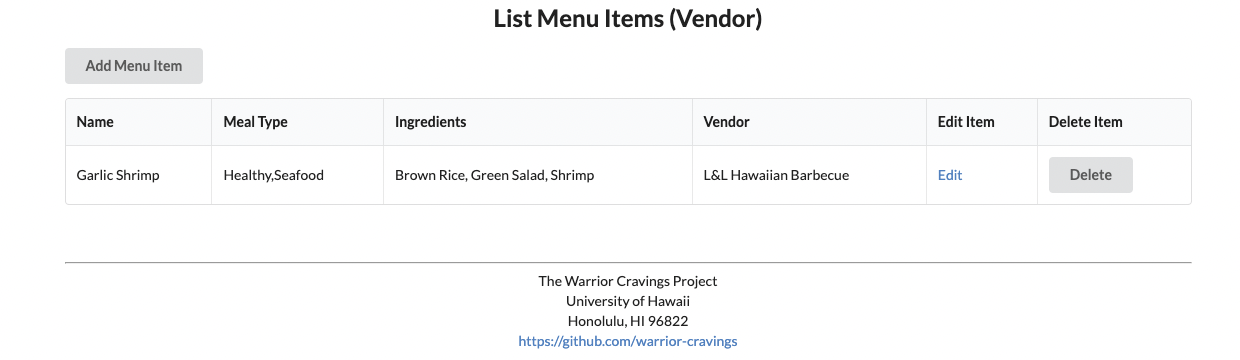 List Menu Items (Vendor)
Add Menu Item
Name Meal Type Ingredients Vendor Edit Item Delete Item
Garlic Shrimp Healthy,Seafood Brown Rice, Green Salad, Shrimp L&L Hawaiian Barbecue Edit Delete
The Warrior Cravings Project
University of Hawaii
Honolulu, HI 96822
https://github.com/warrior-cravings